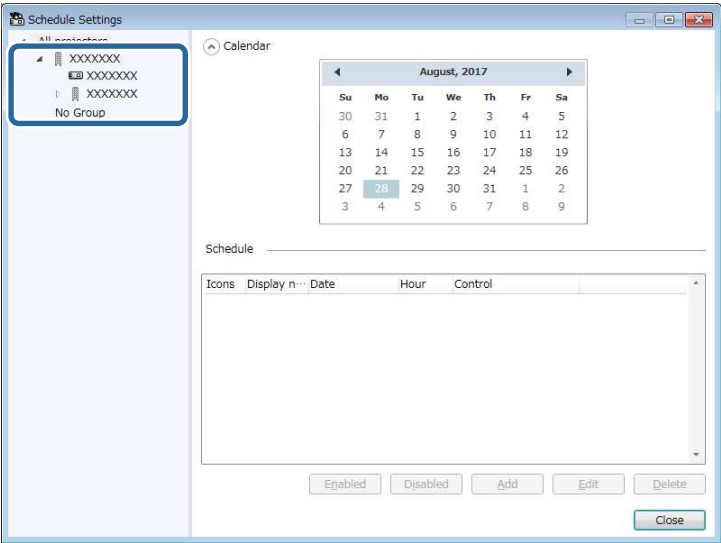 Schedule Settings
All projectors
XXXXXXX
XXXXXXX
XXXXXXX
No Group
Calendar
August, 2017
Su Mo Tu We Th Fr Sa
30 31 1 2 3 4 5
6 7 8 9 10 11 12
13 14 15 16 17 18 19
20 21 22 23 24 25 26
27 28 29 30 31 1 2
3 4 5 6 7 8 9
Schedule
Icons Display n··· Date Hour Control
Enabled Disabled Add Edit Delete
Close